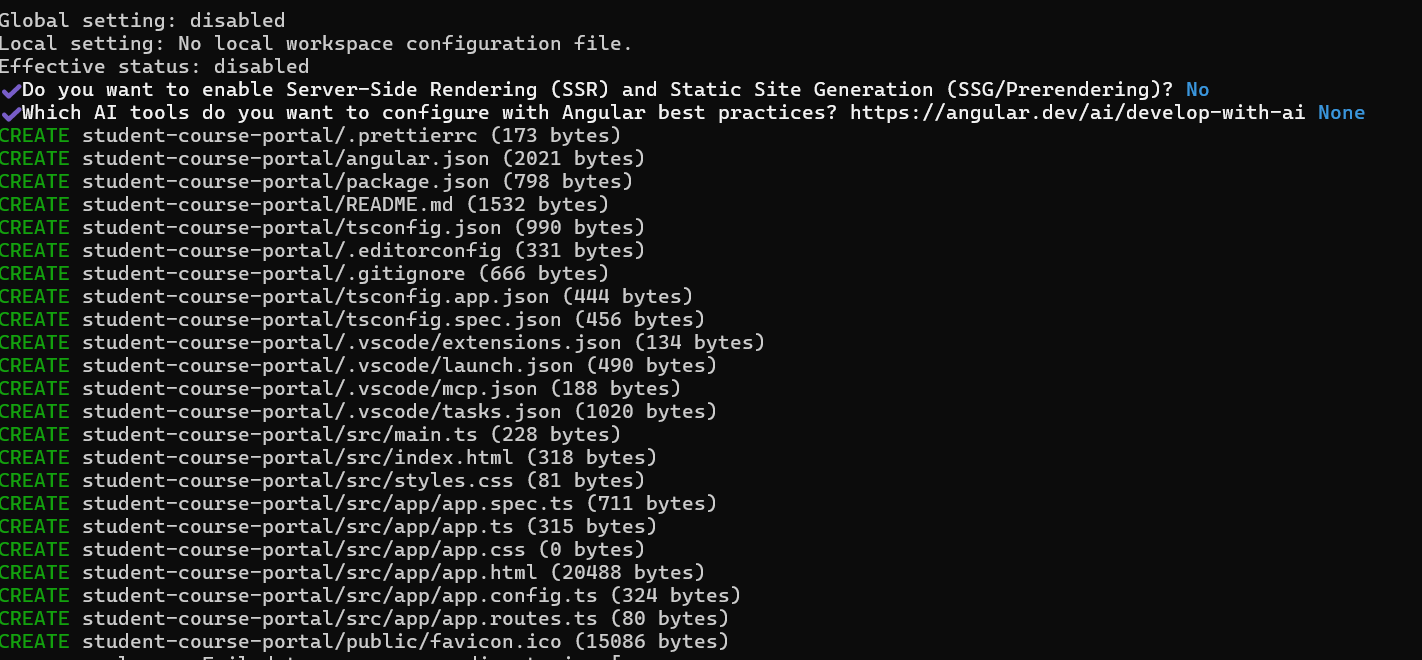 Global setting: disabled
Local setting: No local workspace configuration file.
Effective status: disabled
Do you want to enable Server-Side Rendering (SSR) and Static Site Generation (SSG/Prerendering)? No
Which AI tools do you want to configure with Angular best practices? https://angular.dev/ai/develop-with-ai None
CREATE student-course-portal/.prettierrc (173 bytes)
CREATE student-course-portal/angular.json (2021 bytes)
CREATE student-course-portal/package.json (798 bytes)
CREATE student-course-portal/README.md (1532 bytes)
CREATE student-course-portal/tsconfig.json (990 bytes)
CREATE student-course-portal/.editorconfig (331 bytes)
CREATE student-course-portal/.gitignore (666 bytes)
CREATE student-course-portal/tsconfig.app.json (444 bytes)
CREATE student-course-portal/tsconfig.spec.json (456 bytes)
CREATE student-course-portal/.vscode/extensions.json (134 bytes)
CREATE student-course-portal/.vscode/launch.json (490 bytes)
CREATE student-course-portal/.vscode/mcp.json (188 bytes)
CREATE student-course-portal/.vscode/tasks.json (1020 bytes)
CREATE student-course-portal/src/main.ts (228 bytes)
CREATE student-course-portal/src/index.html (318 bytes)
CREATE student-course-portal/src/styles.css (81 bytes)
CREATE student-course-portal/src/app/app.spec.ts (711 bytes)
CREATE student-course-portal/src/app/app.ts (315 bytes)
CREATE student-course-portal/src/app/app.css (0 bytes)
CREATE student-course-portal/src/app/app.html (20488 bytes)
CREATE student-course-portal/src/app/app.config.ts (324 bytes)
CREATE student-course-portal/src/app/app.routes.ts (80 bytes)
CREATE student-course-portal/public/favicon.ico (15086 bytes)